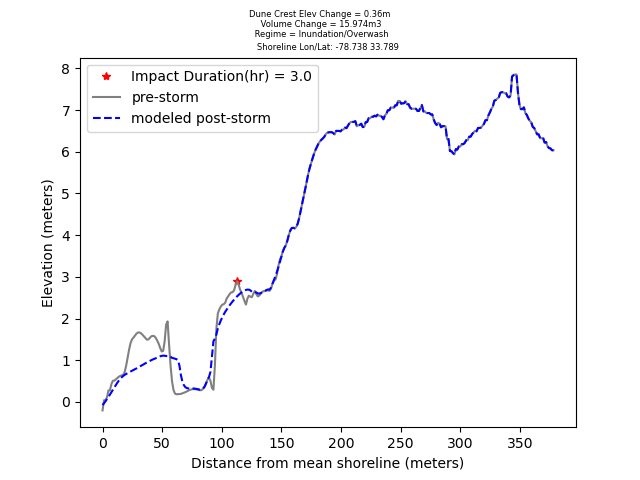 Dune Crest Elev Change = 0.36m
Volume Change = 15.974m3
Regime = Inundation/Overwash
Shoreline Lon/Lat: -78.738 33.789
Impact Duration(hr) = 3.0
pre-storm
modeled post-storm
8
7
6
5
4
3
2
1
0
Elevation (meters)
0 50 100 150 200 250 300 350
Distance from mean shoreline (meters)